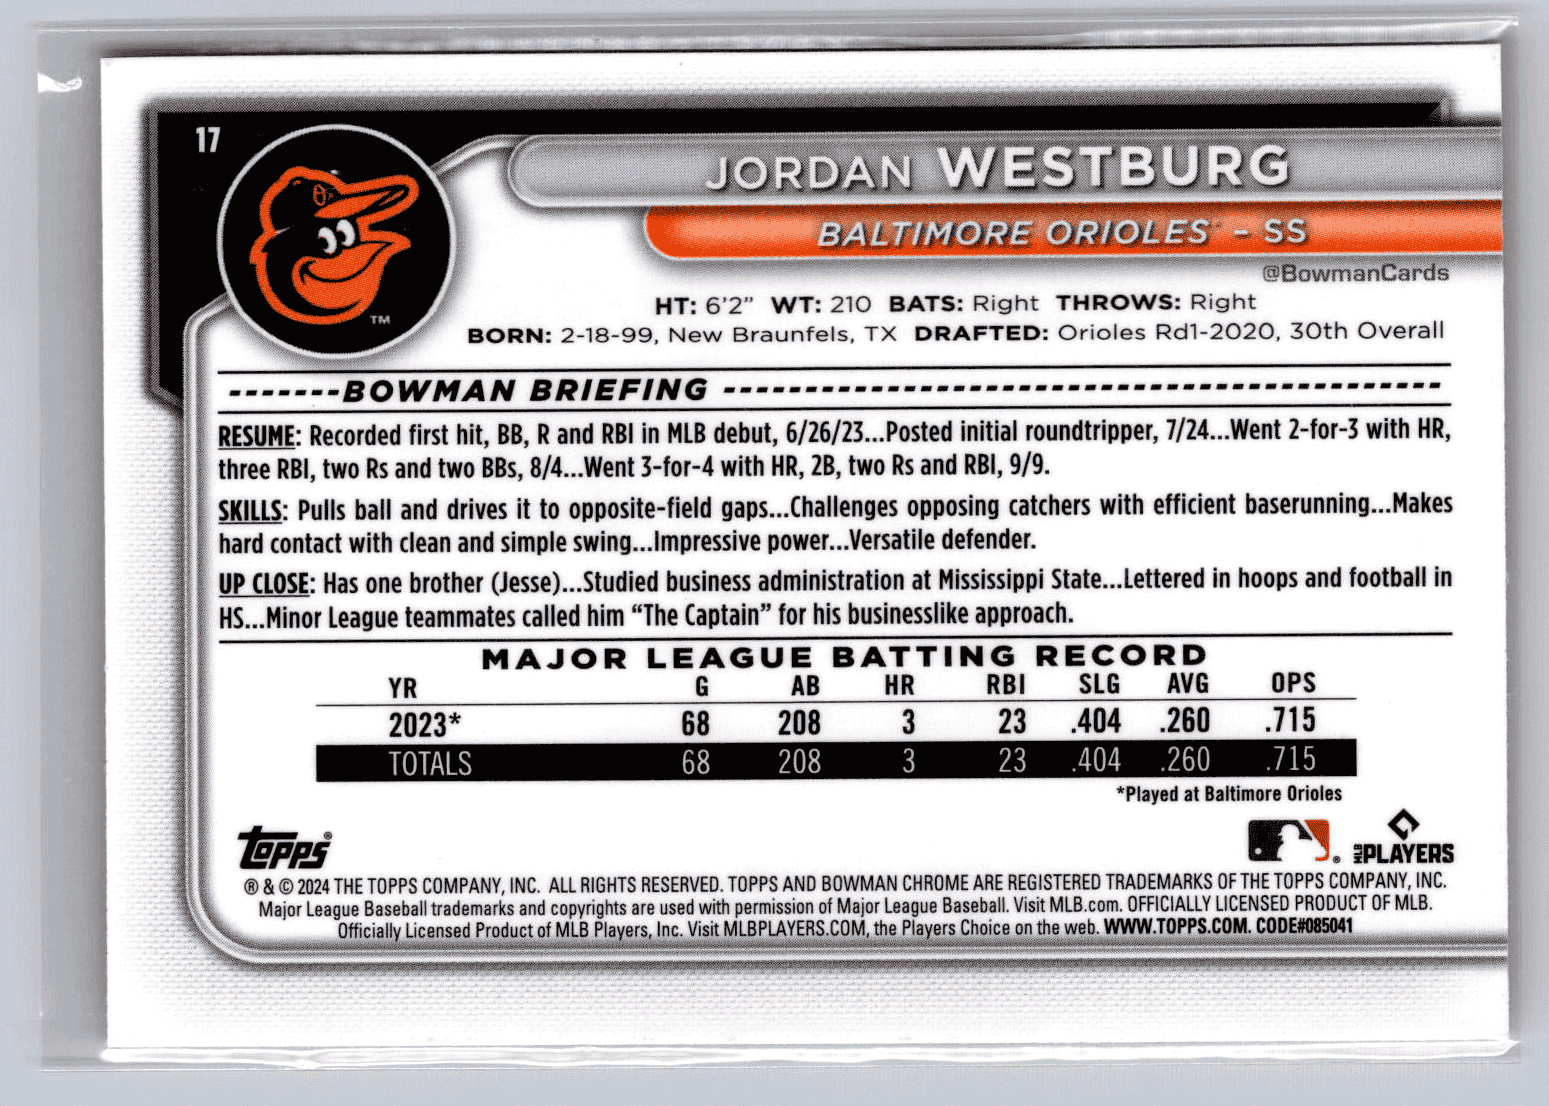 17
JORDAN WESTBURG
BALTIMORE ORIOLES™ - SS
@BowmanCards
HT: 6'2" WT: 210 BATS: Right THROWS: Right
BORN: 2-18-99, New Braunfels, TX DRAFTED: Orioles Rd1-2020, 30th Overall
TM
-------BOWMAN BRIEFING --------------------------------------------
RESUME: Recorded first hit, BB, R and RBI in MLB debut, 6/26/23...Posted initial roundtripper, 7/24...Went 2-for-3 with HR,
three RBI, two Rs and two BBs, 8/4...Went 3-for-4 with HR, 2B, two Rs and RBI, 9/9.
SKILLS: Pulls ball and drives it to opposite-field gaps...Challenges opposing catchers with efficient baserunning...Makes
hard contact with clean and simple swing...Impressive power...Versatile defender.
UP CLOSE: Has one brother (Jesse)...Studied business administration at Mississippi State...Lettered in hoops and football in
HS...Minor League teammates called him “The Captain” for his businesslike approach.
MAJOR LEAGUE BATTING RECORD
YR G AB HR RBI SLG AVG OPS
2023* 68 208 3 23 .404 .260 .715
TOTALS 68 208 3 23 .404 .260 .715
*Played at Baltimore Orioles
Topps® ® MLB PLAYERS
® & © 2024 THE TOPPS COMPANY, INC. ALL RIGHTS RESERVED. TOPPS AND BOWMAN CHROME ARE REGISTERED TRADEMARKS OF THE TOPPS COMPANY, INC.
Major League Baseball trademarks and copyrights are used with permission of Major League Baseball. Visit MLB.com. OFFICIALLY LICENSED PRODUCT OF MLB.
Officially Licensed Product of MLB Players, Inc. Visit MLBPLAYERS.COM, the Players Choice on the web. WWW.TOPPS.COM. CODE#085041